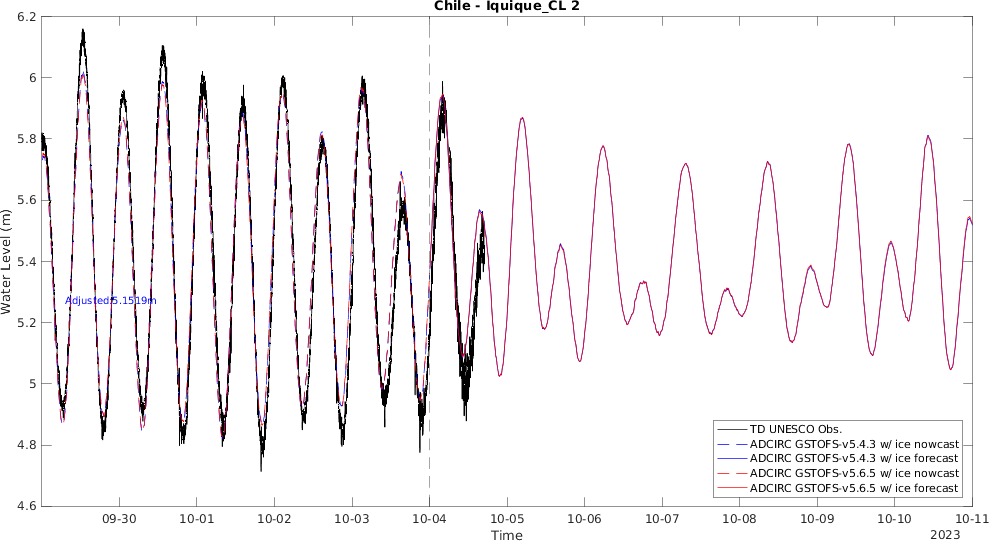 Chile - Iquique_CL 2
6.2
6
5.8
5.6
5.4
5.2
5
4.8
4.6
Water Level (m)
Adjusted:5.1519m
TD UNESCO Obs.
ADCIRC GSTOFS-v5.4.3 w/ ice nowcast
ADCIRC GSTOFS-v5.4.3 w/ ice forecast
ADCIRC GSTOFS-v5.6.5 w/ ice nowcast
ADCIRC GSTOFS-v5.6.5 w/ ice forecast
09-30 10-01 10-02 10-03 10-04 10-05 10-06 10-07 10-08 10-09 10-10 10-11
Time
2023